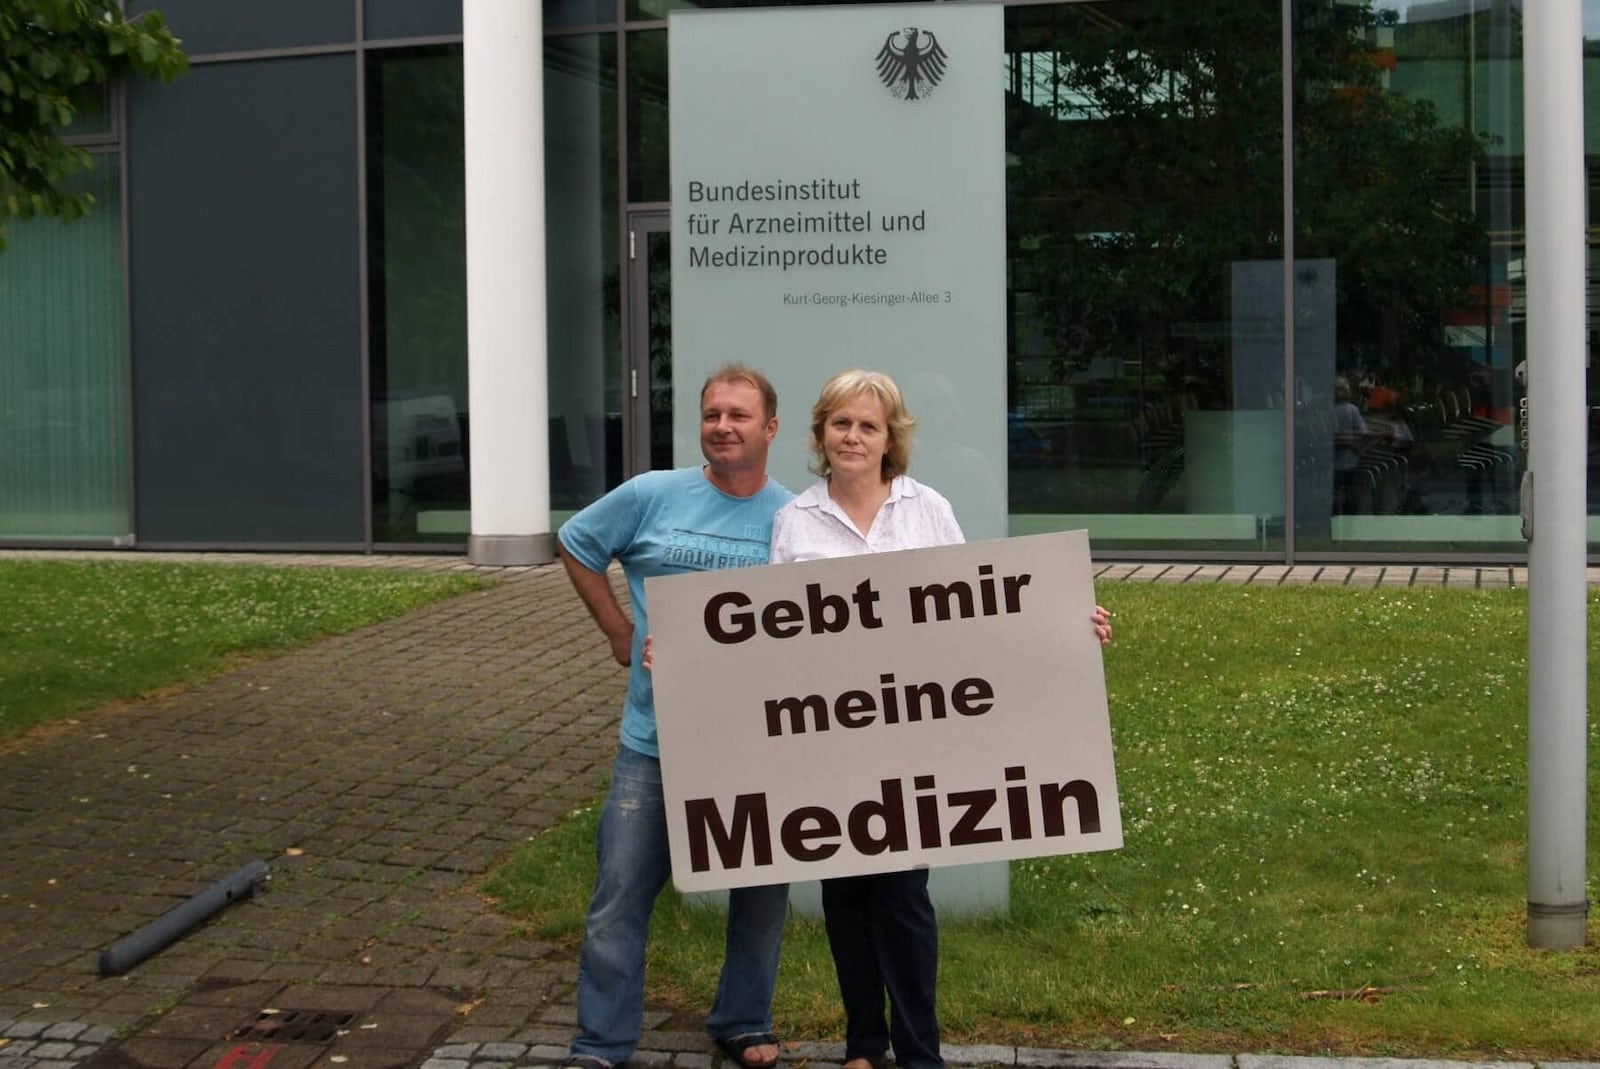 Bundesinstitut
für Arzneimittel und
Medizinprodukte
Kurt-Georg-Kiesinger-Allee 3
Gebt mir
meine
Medizin